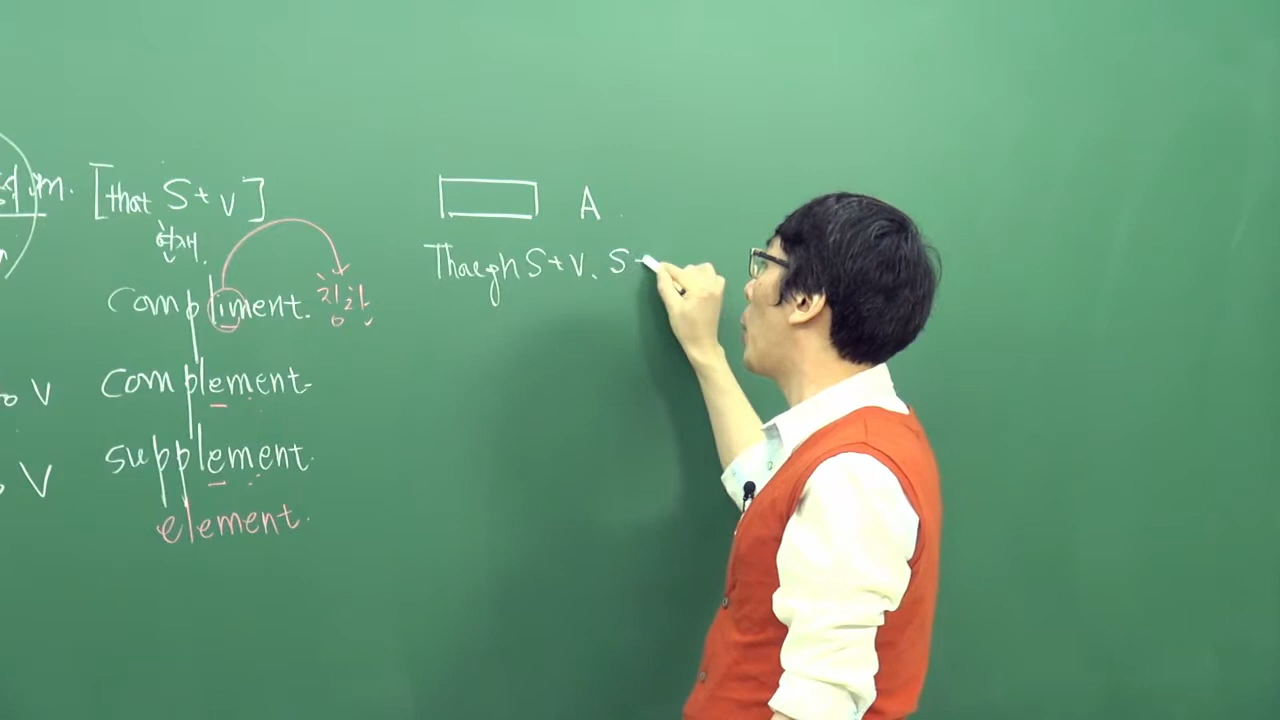 m. [that S+V]
현재.
compliment. 칭찬
complement.
o V
supplement.
o V
element.
A.
Though S+V. S